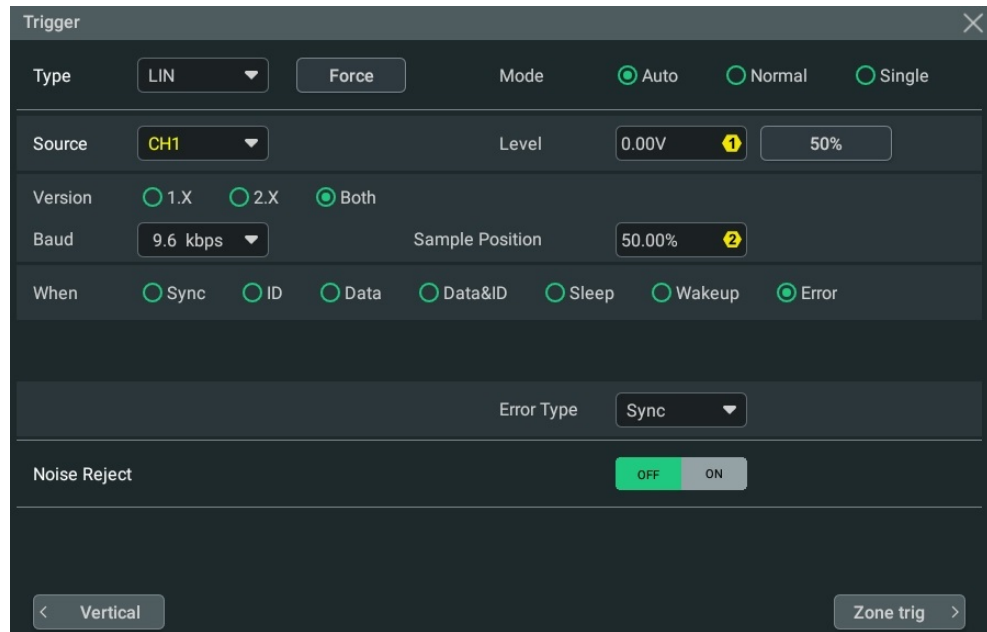 Trigger
Type LIN Force Mode Auto Normal Single
Source CH1 Level 0.00V 1 50%
Version 1.X 2.X Both
Baud 9.6 kbps Sample Position 50.00% 2
When Sync ID Data Data&ID Sleep Wakeup Error
Error Type Sync
Noise Reject OFF ON
< Vertical Zone trig >